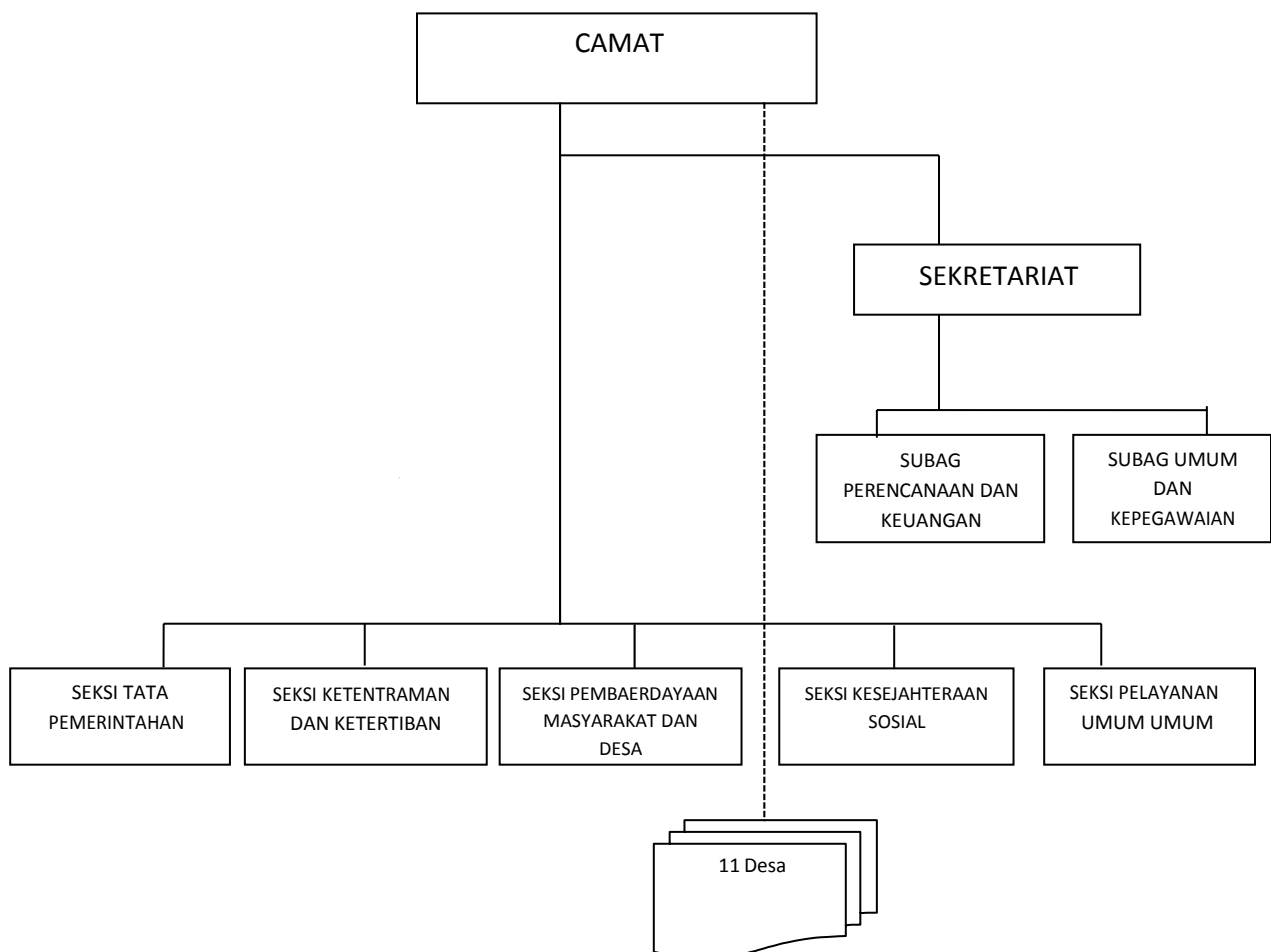 CAMAT
SEKRETARIAT
SUBAG
PERENCANAAN DAN
KEUANGAN
SUBAG UMUM
DAN
KEPEGAWAIAN
SEKSI TATA
PEMERINTAHAN
SEKSI KETENTRAMAN
DAN KETERTIBAN
SEKSI PEMBAERDAYAAN
MASYARAKAT DAN
DESA
SEKSI KESEJAHTERAAN
SOSIAL
SEKSI PELAYANAN
UMUM UMUM
11 Desa